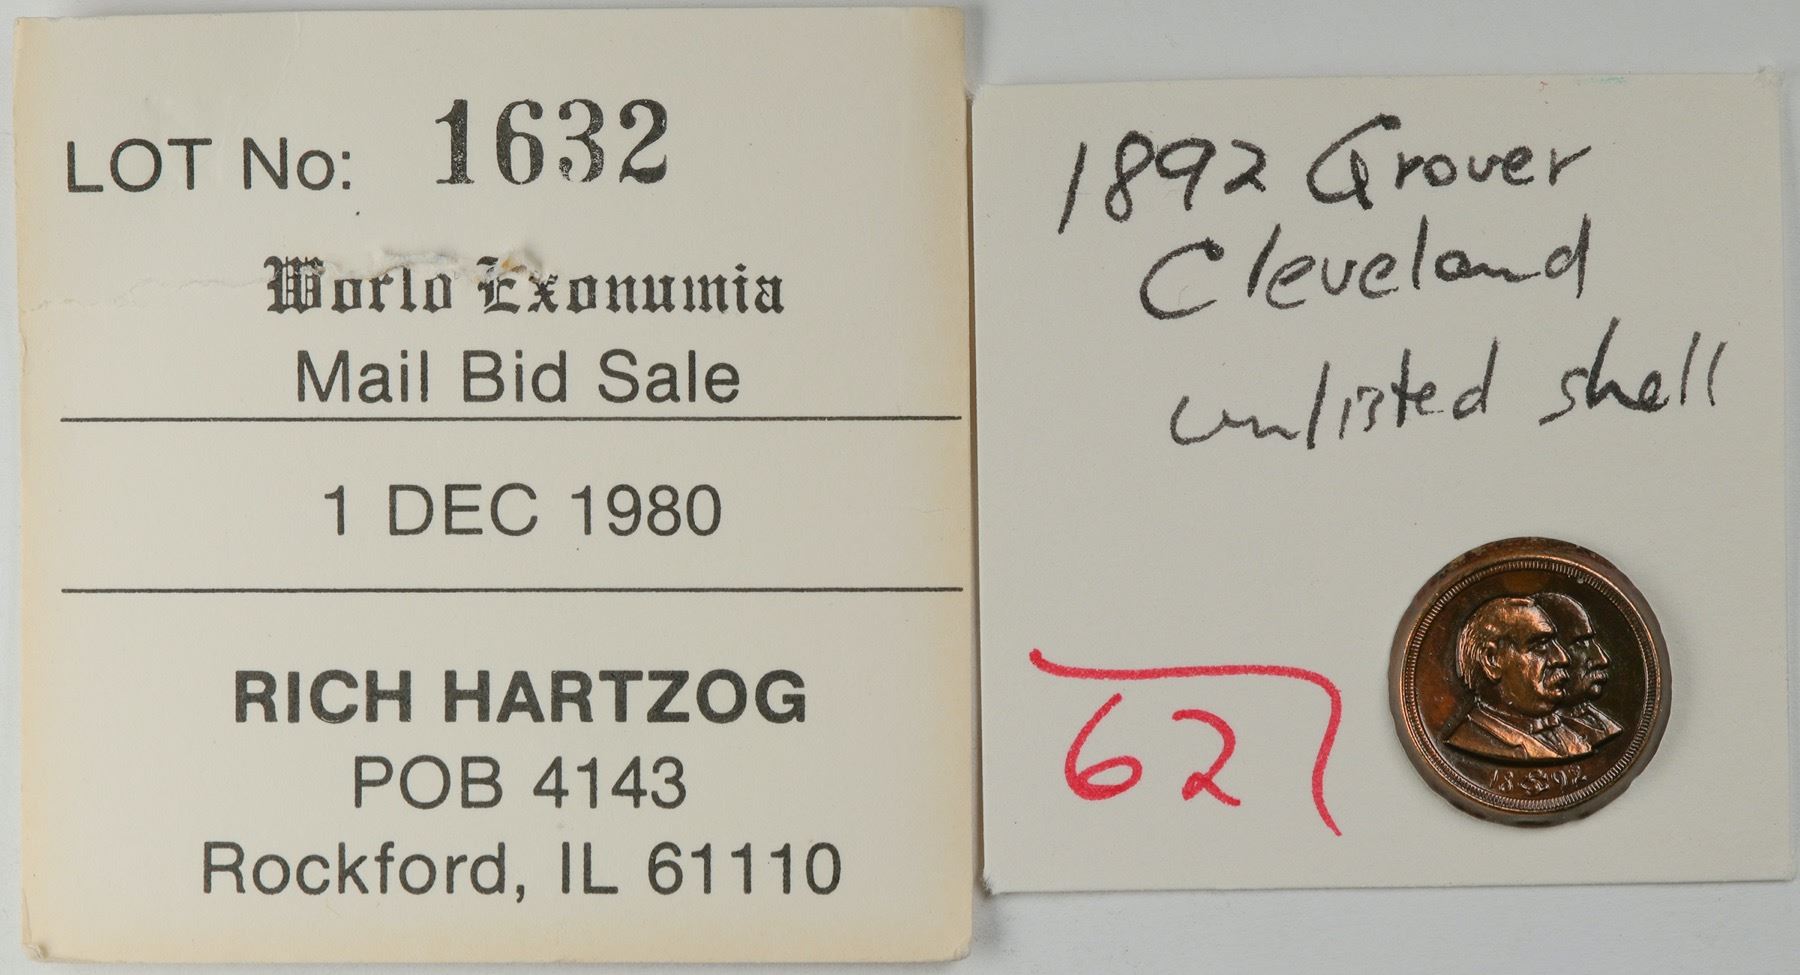 LOT No: 1632
World Exonumia
Mail Bid Sale
1 DEC 1980
RICH HARTZOG
POB 4143
Rockford, IL 61110
1892 Grover
Cleveland
unlisted shell
62
1892